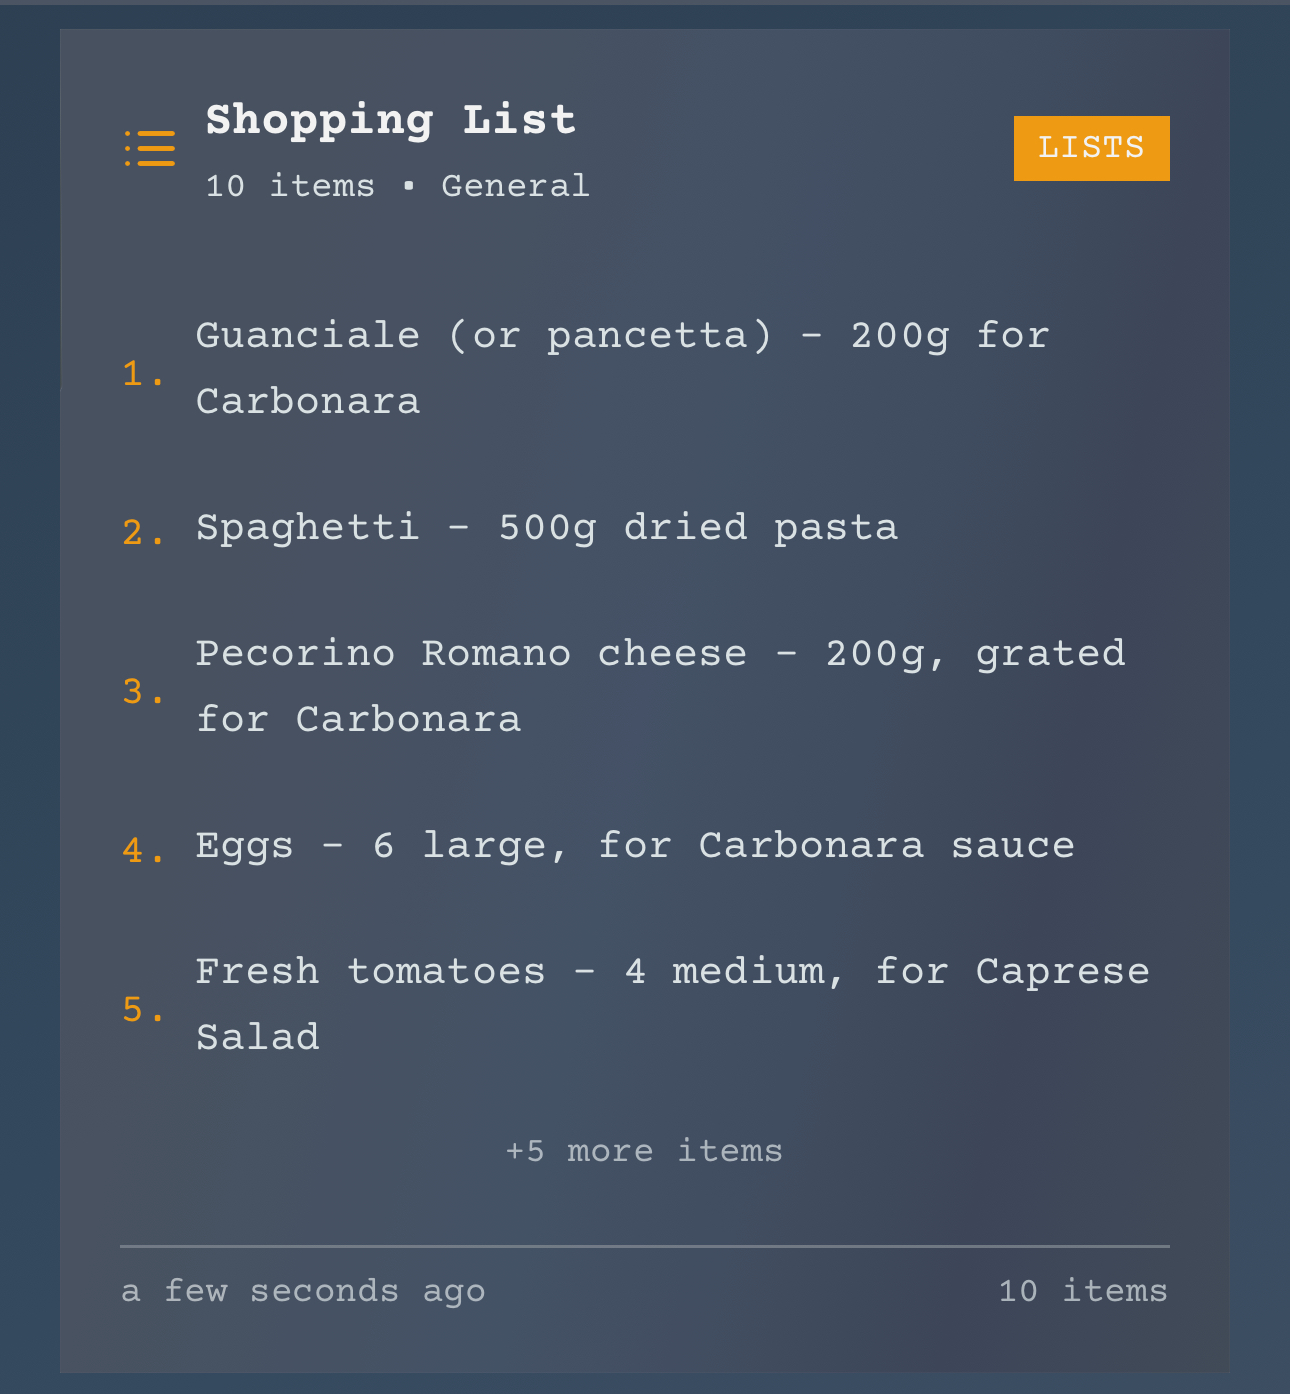 Shopping List
LISTS
10 items • General
1. Guanciale (or pancetta) – 200g for
Carbonara
2. Spaghetti – 500g dried pasta
3. Pecorino Romano cheese – 200g, grated
for Carbonara
4. Eggs – 6 large, for Carbonara sauce
5. Fresh tomatoes – 4 medium, for Caprese
Salad
+5 more items
a few seconds ago
10 items